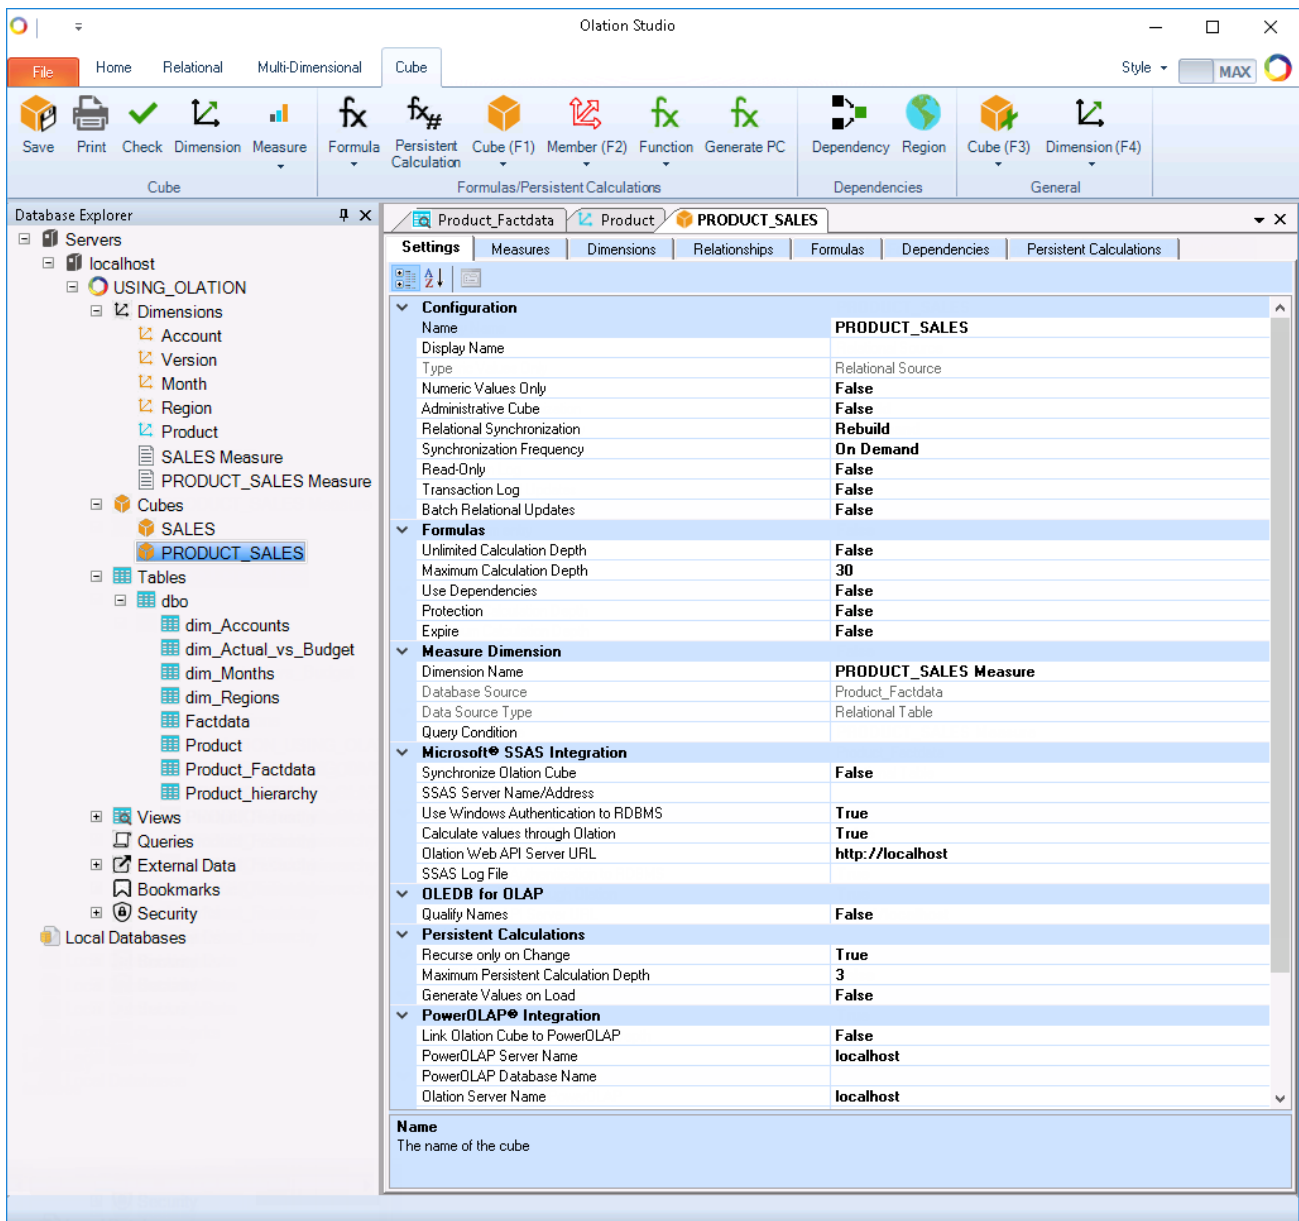 Olation Studio
File Home Relational Multi-Dimensional Cube Style MAX
Save Print Check Dimension Measure Formula Persistent Calculation Cube (F1) Member (F2) Function Generate PC Dependency Region Cube (F3) Dimension (F4)
Cube Formulas/Persistent Calculations Dependencies General
Database Explorer
Servers
localhost
USING_OLATION
Dimensions
Account
Version
Month
Region
Product
SALES Measure
PRODUCT_SALES Measure
Cubes
SALES
PRODUCT_SALES
Tables
dbo
dim_Accounts
dim_Actual_vs_Budget
dim_Months
dim_Regions
Factdata
Product
Product_Factdata
Product_hierarchy
Views
Queries
External Data
Bookmarks
Security
Local Databases
Product_Factdata Product PRODUCT_SALES
Settings Measures Dimensions Relationships Formulas Dependencies Persistent Calculations
Configuration
Name PRODUCT_SALES
Display Name
Type Relational Source
Numeric Values Only False
Administrative Cube False
Relational Synchronization Rebuild
Synchronization Frequency On Demand
Read-Only False
Transaction Log False
Batch Relational Updates False
Formulas
Unlimited Calculation Depth False
Maximum Calculation Depth 30
Use Dependencies False
Protection False
Expire False
Measure Dimension
Dimension Name PRODUCT_SALES Measure
Database Source Product_Factdata
Data Source Type Relational Table
Query Condition
Microsoft® SSAS Integration
Synchronize Olation Cube False
SSAS Server Name/Address
Use Windows Authentication to RDBMS True
Calculate values through Olation True
Olation Web API Server URL http://localhost
SSAS Log File
OLEDB for OLAP
Qualify Names False
Persistent Calculations
Recurse only on Change True
Maximum Persistent Calculation Depth 3
Generate Values on Load False
PowerOLAP® Integration
Link Olation Cube to PowerOLAP False
PowerOLAP Server Name localhost
PowerOLAP Database Name
Olation Server Name localhost
Name
The name of the cube